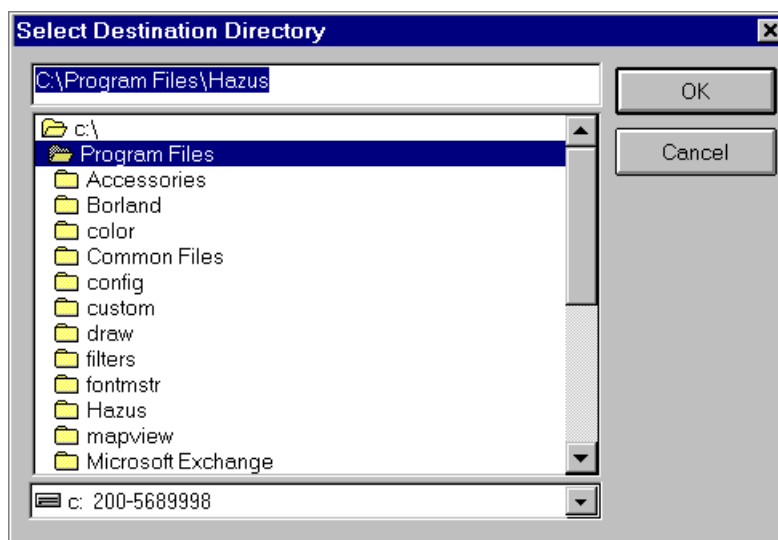 Select Destination Directory
C:\Program Files\Hazus
OK
c:\
Program Files
Cancel
Accessories
Borland
color
Common Files
config
custom
draw
filters
fontmstr
Hazus
mapview
Microsoft Exchange
c: 200-5689998